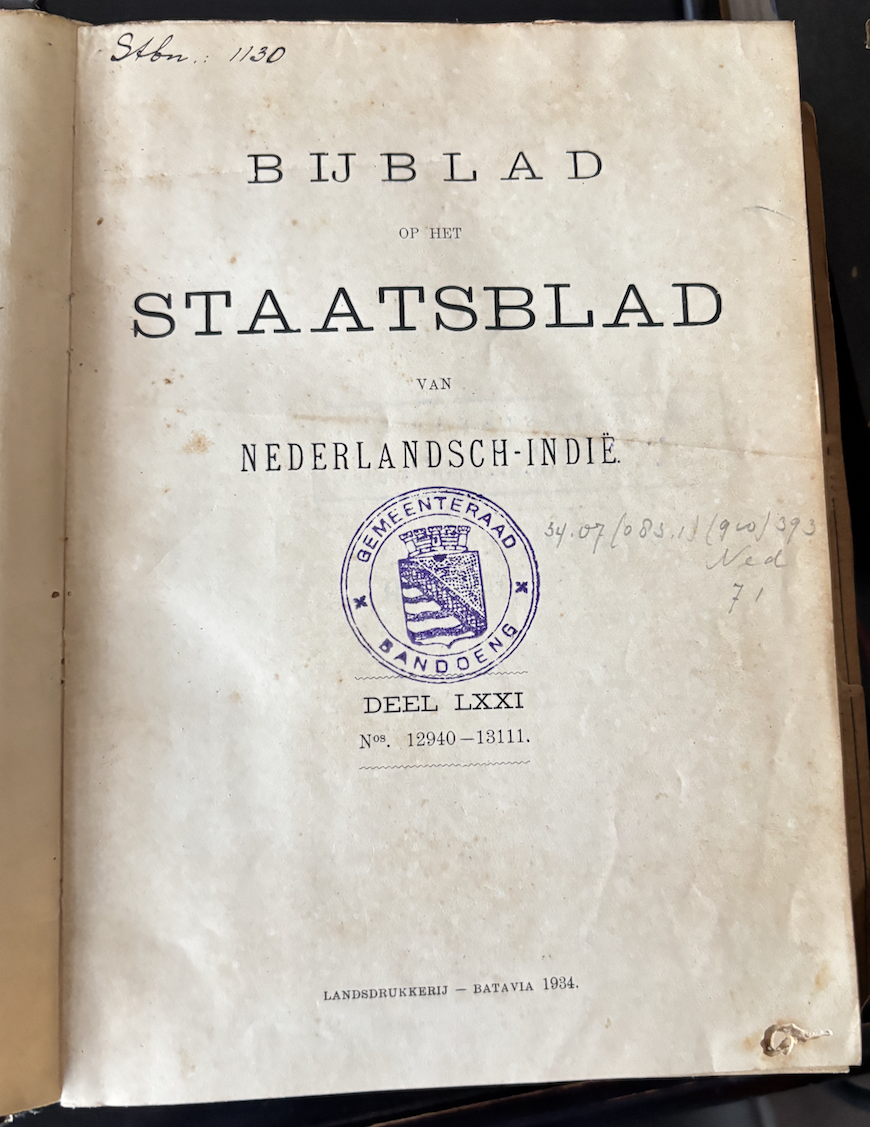 Stbn.: 1130
BIJBLAD
OP HET
STAATSBLAD
VAN
NEDERLANDSCH-INDIË.
GEMEENTERAAD
BANDOENG
34.07 (083.1) (910) 393
Ned
71
DEEL LXXI
Nos. 12940—13111.
LANDSDRUKKERIJ — BATAVIA 1934.